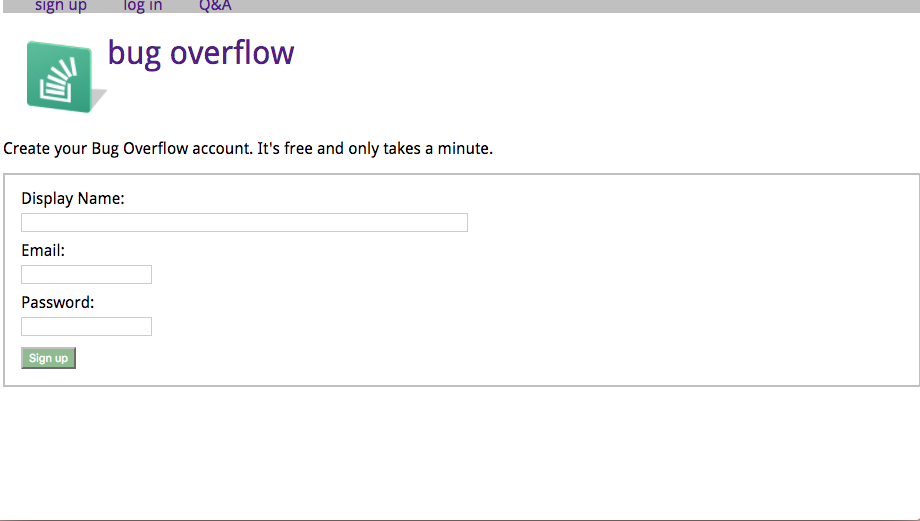 sign up log in Q&A
bug overflow
Create your Bug Overflow account. It's free and only takes a minute.
Display Name:
Email:
Password:
Sign up